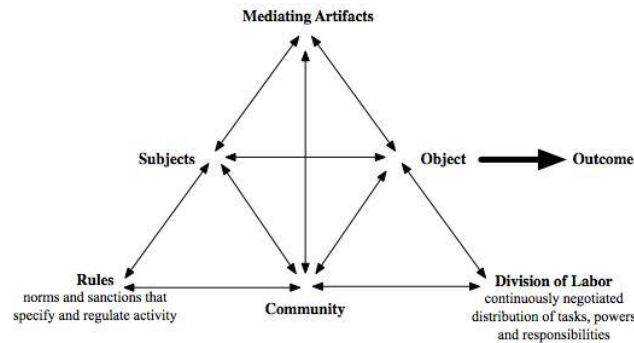 Mediating Artifacts
Subjects
Object
Outcome
Rules
norms and sanctions that
specify and regulate activity
Community
Division of Labor
continuously negotiated
distribution of tasks, powers
and responsibilities